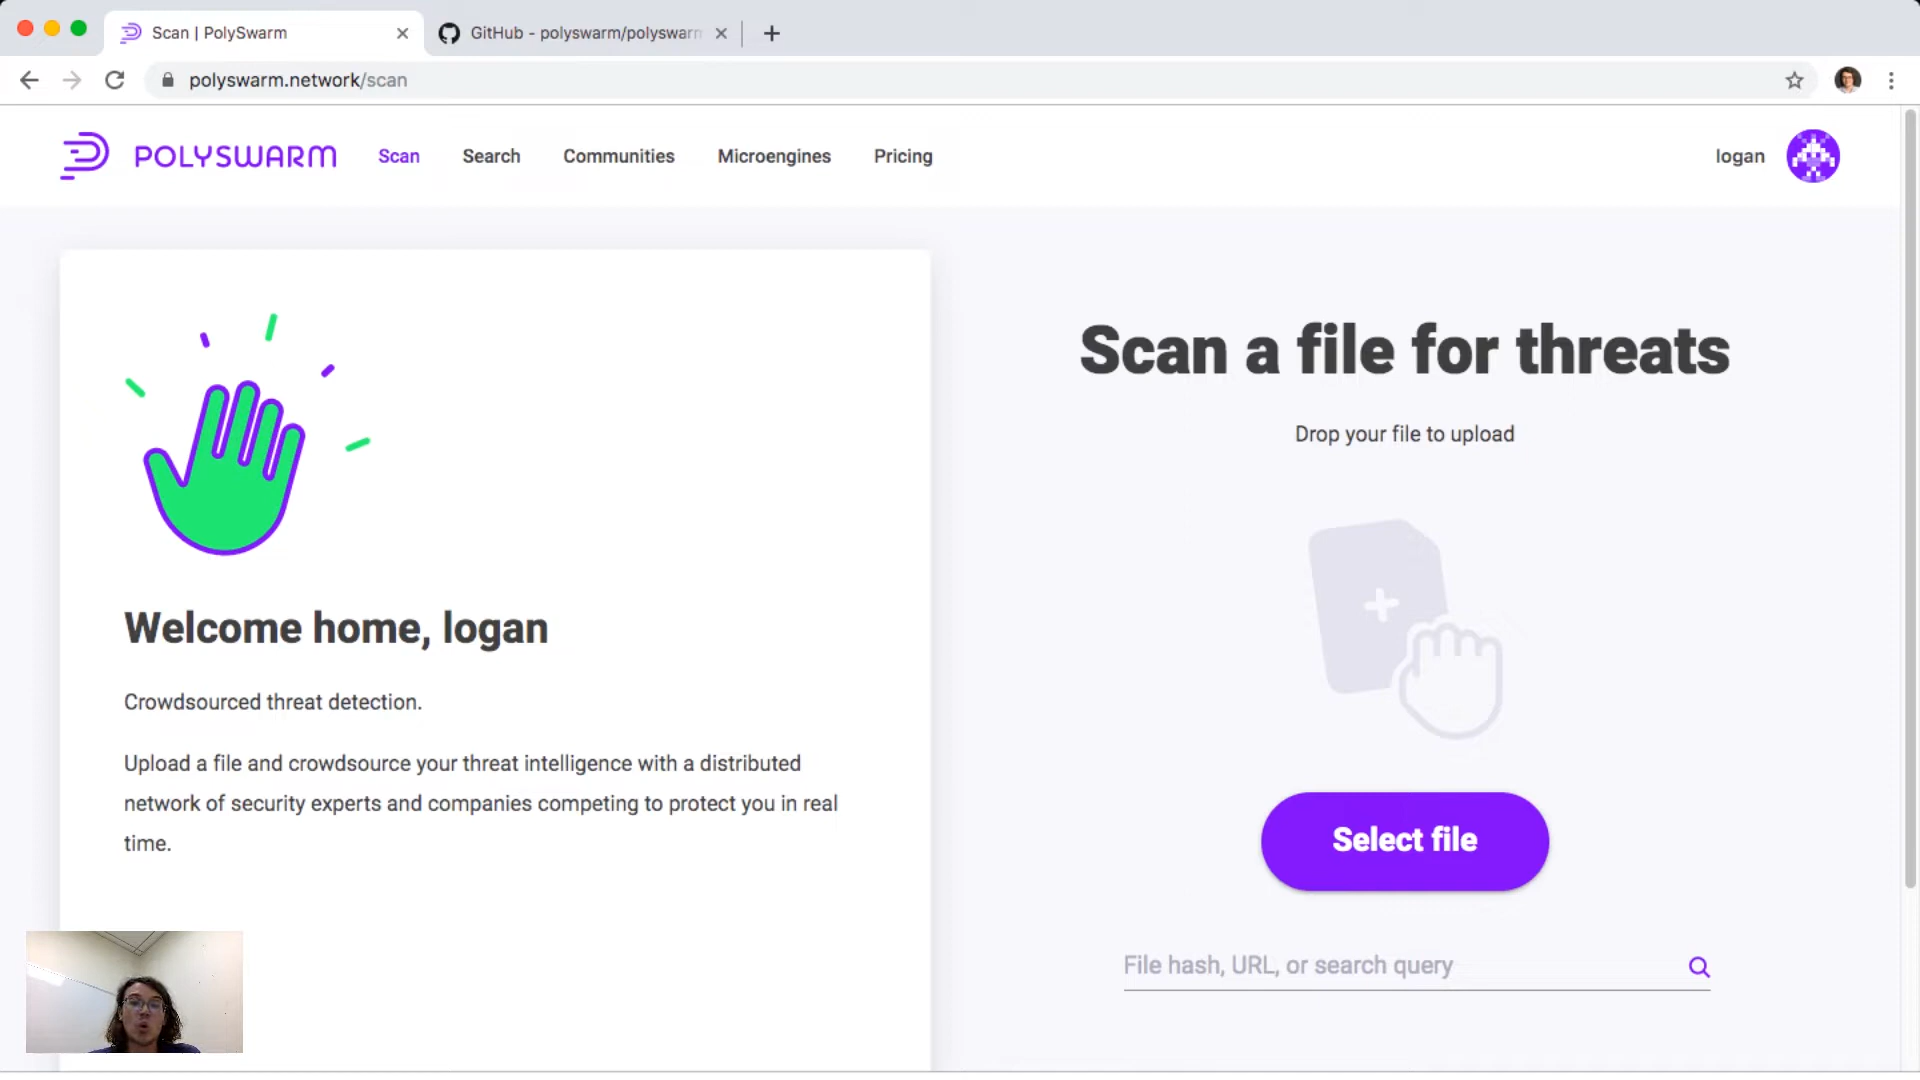 Scan | PolySwarm
GitHub - polyswarm/polyswarm
polyswarm.network/scan
POLYSWARM
Scan
Search
Communities
Microengines
Pricing
logan
Welcome home, logan
Crowdsourced threat detection.
Upload a file and crowdsource your threat intelligence with a distributed
network of security experts and companies competing to protect you in real
time.
Scan a file for threats
Drop your file to upload
Select file
File hash, URL, or search query